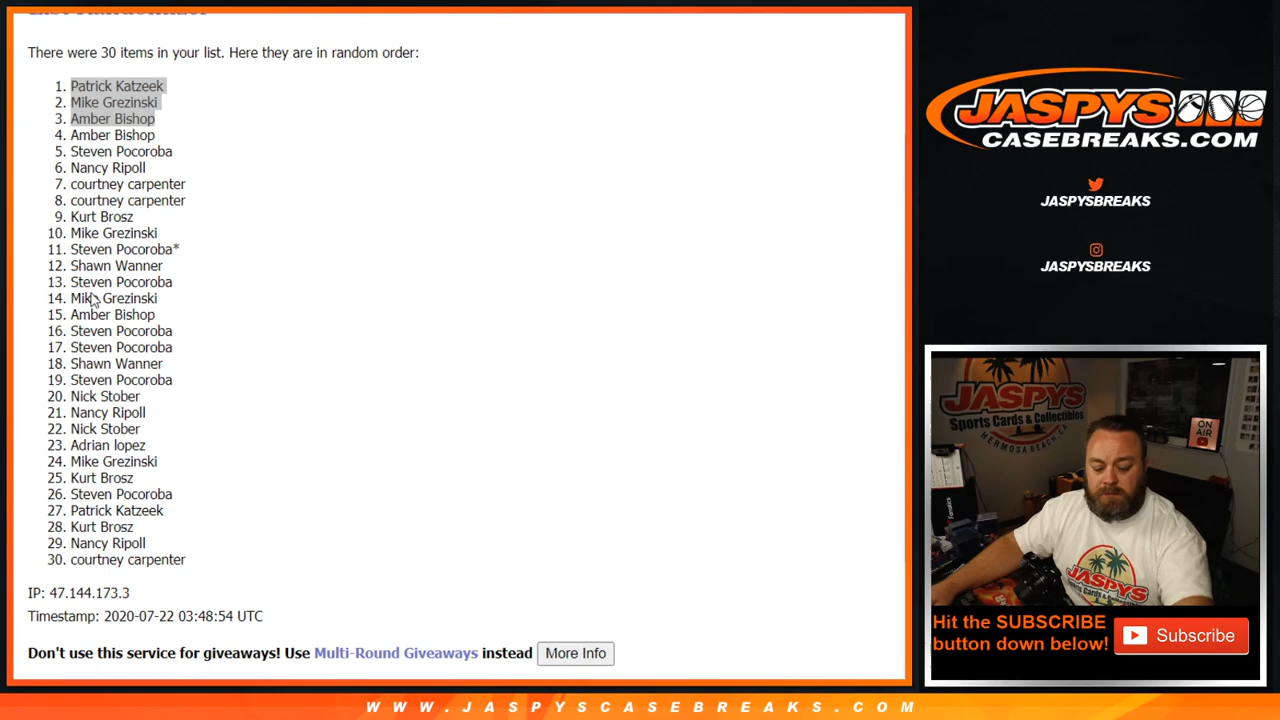 There were 30 items in your list. Here they are in random order:
1. Patrick Katzeek
2. Mike Grezinski
3. Amber Bishop
4. Amber Bishop
5. Steven Pocoroba
6. Nancy Ripoll
7. courtney carpenter
8. courtney carpenter
9. Kurt Brosz
10. Mike Grezinski
11. Steven Pocoroba*
12. Shawn Wanner
13. Steven Pocoroba
14. Mike Grezinski
15. Amber Bishop
16. Steven Pocoroba
17. Steven Pocoroba
18. Shawn Wanner
19. Steven Pocoroba
20. Nick Stober
21. Nancy Ripoll
22. Nick Stober
23. Adrian lopez
24. Mike Grezinski
25. Kurt Brosz
26. Steven Pocoroba
27. Patrick Katzeek
28. Kurt Brosz
29. Nancy Ripoll
30. courtney carpenter
IP: 47.144.173.3
Timestamp: 2020-07-22 03:48:54 UTC
Don't use this service for giveaways! Use Multi-Round Giveaways instead More Info
JASPYS
CASEBREAKS.COM
JASPYSBREAKS
JASPYSBREAKS
JASPYS
Sports Cards & Collectibles
HERMOSA BEACH, CA
ON
AIR
Fanatics
JASPYS
Hit the SUBSCRIBE
button down below!
Subscribe
WWW.JASPYSCASEBREAKS.COM